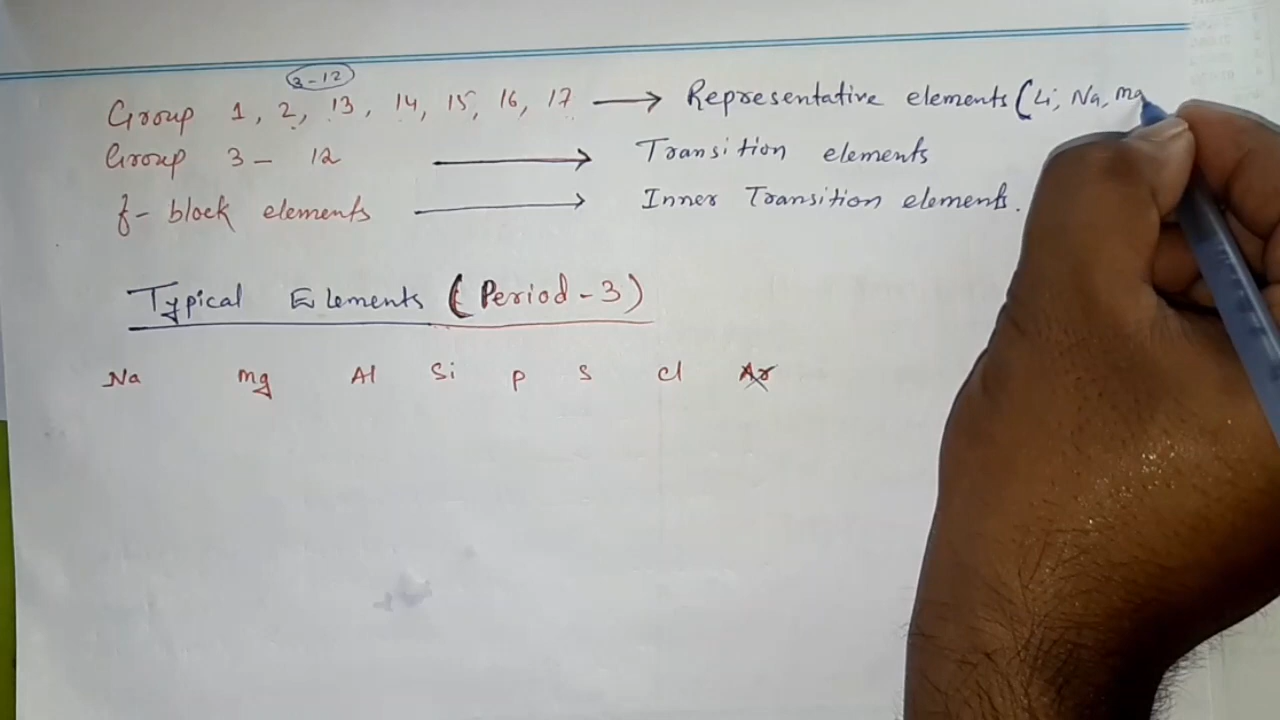 3-12
Group 1, 2, 13, 14, 15, 16, 17 → Representative elements (Li, Na, Mg
Group 3 - 12 → Transition elements
f- block elements → Inner Transition elements.
Typical Elements (Period-3)
Na Mg Al Si P S Cl Ar